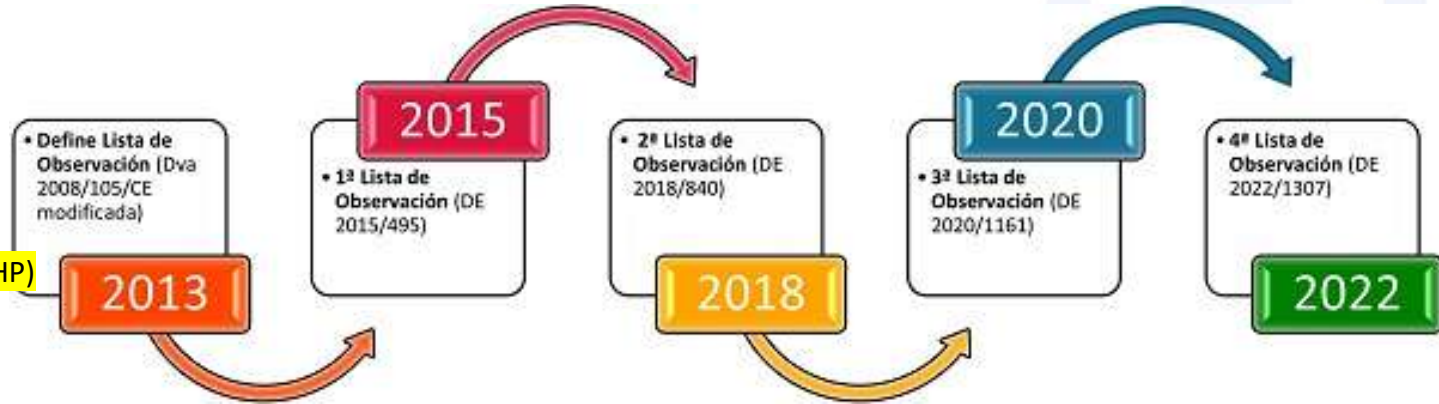 • Define Lista de
Observación (Dva
2008/105/CE
modificada)
HP)
2013
2015
• 1ª Lista de
Observación (DE
2015/495)
• 2ª Lista de
Observación (DE
2018/840)
2018
2020
• 3ª Lista de
Observación (DE
2020/1161)
• 4ª Lista de
Observación (DE
2022/1307)
2022